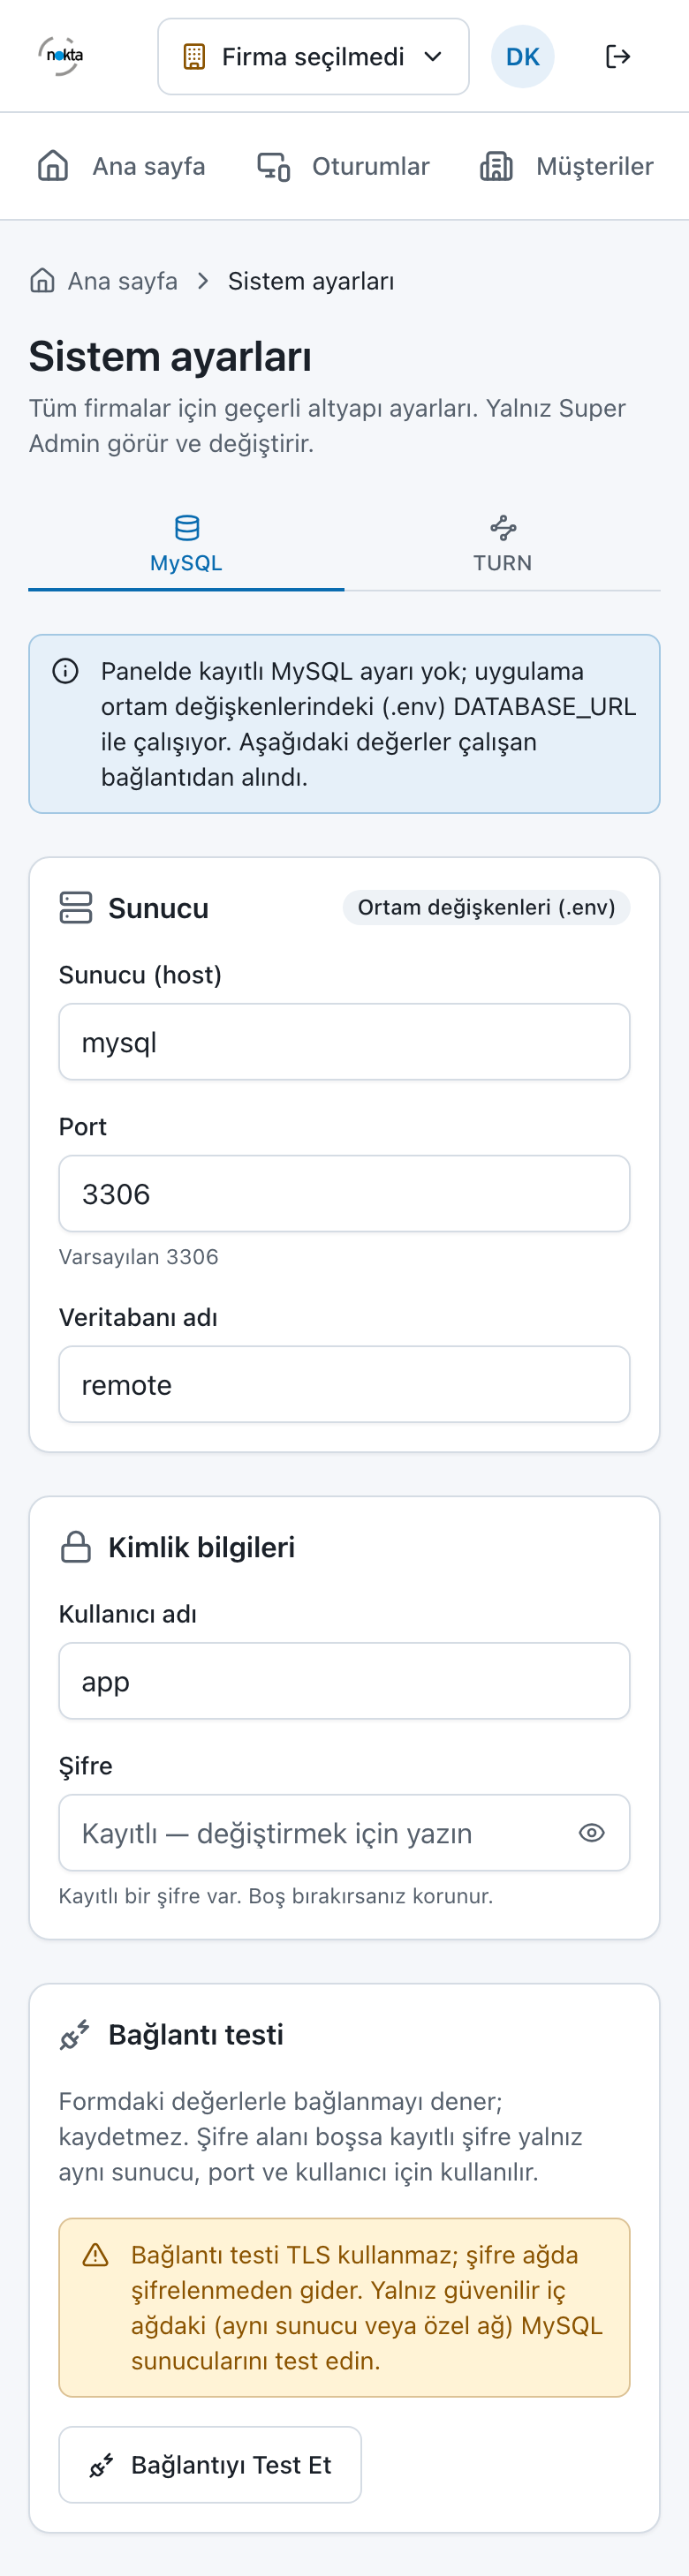 nokta
Firma seçilmedi
DK
Ana sayfa
Oturumlar
Müşteriler
Ana sayfa
Sistem ayarları
Sistem ayarları
Tüm firmalar için geçerli altyapı ayarları. Yalnız Super
Admin görür ve değiştirir.
MySQL
TURN
Panelde kayıtlı MySQL ayarı yok; uygulama
ortam değişkenlerindeki (.env) DATABASE_URL
ile çalışıyor. Aşağıdaki değerler çalışan
bağlantıdan alındı.
Sunucu
Ortam değişkenleri (.env)
Sunucu (host)
mysql
Port
3306
Varsayılan 3306
Veritabanı adı
remote
Kimlik bilgileri
Kullanıcı adı
app
Şifre
Kayıtlı — değiştirmek için yazın
Kayıtlı bir şifre var. Boş bırakırsanız korunur.
Bağlantı testi
Formdaki değerlerle bağlanmayı dener;
kaydetmez. Şifre alanı boşsa kayıtlı şifre yalnız
aynı sunucu, port ve kullanıcı için kullanılır.
Bağlantı testi TLS kullanmaz; şifre ağda
şifrelenmeden gider. Yalnız güvenilir iç
ağdaki (aynı sunucu veya özel ağ) MySQL
sunucularını test edin.
Bağlantıyı Test Et